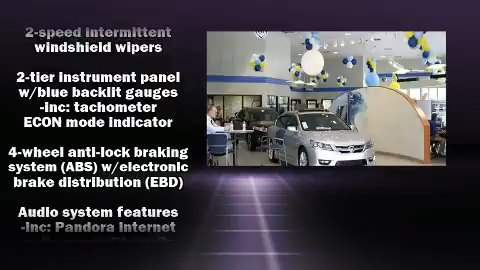 2-speed intermittent
windshield wipers
2-tier instrument panel
w/blue backlit gauges
-inc: tachometer
ECON mode indicator
4-wheel anti-lock braking
system (ABS) w/electronic
brake distribution (EBD)
Audio system features
-inc: Pandora internet